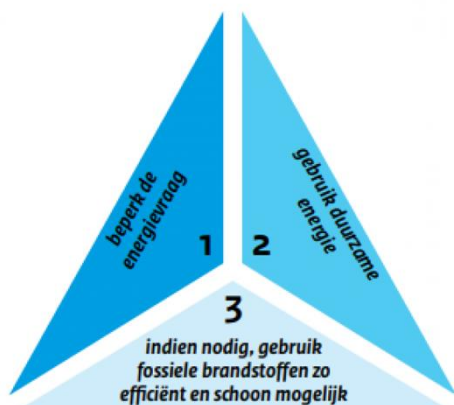 beperk de
energievraag
1
2
gebruik duurzame
energie
3
indien nodig, gebruik
fossiele brandstoffen zo
efficiënt en schoon mogelijk